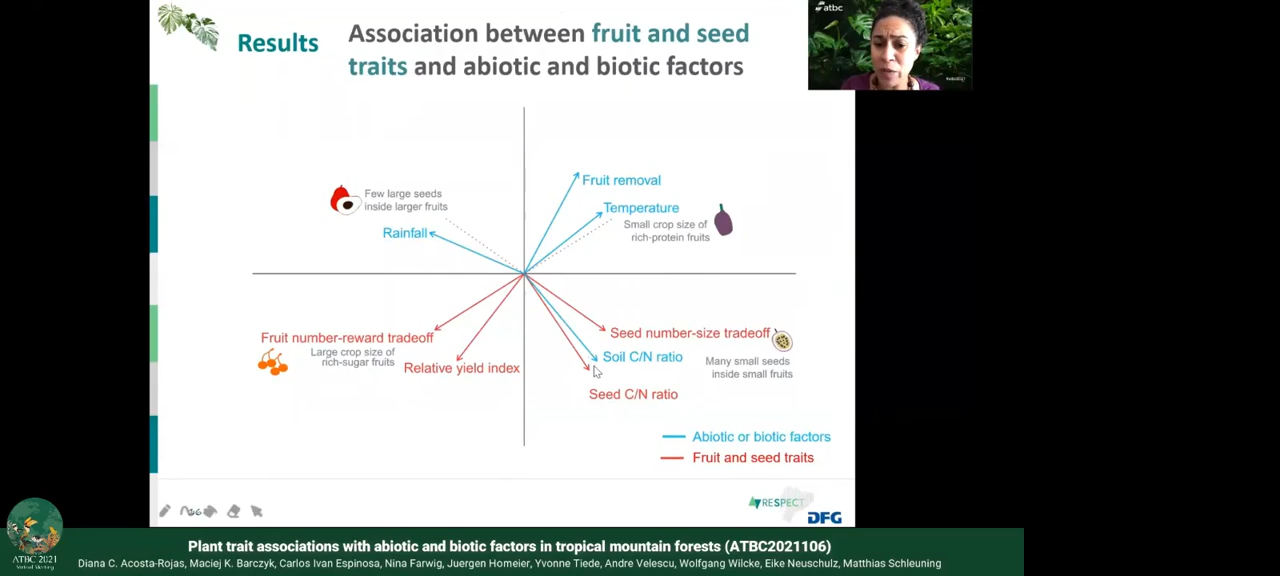 atbc
Results
Association between fruit and seed
traits and abiotic and biotic factors
Fruit removal
Few large seeds
inside larger fruits
Temperature
Small crop size of
rich-protein fruits
Rainfall
Fruit number-reward tradeoff
Large crop size of
rich-sugar fruits
Relative yield index
Seed number-size tradeoff
Soil C/N ratio
Many small seeds
inside small fruits
Seed C/N ratio
Abiotic or biotic factors
Fruit and seed traits
RESPECT
DFG
ATBC 2021
Plant trait associations with abiotic and biotic factors in tropical mountain forests (ATBC2021106)
Diana C. Acosta-Rojas, Maciej K. Barczyk, Carlos Ivan Espinosa, Nina Farwig, Juergen Homeier, Yvonne Tiede, Andre Velescu, Wolfgang Wilcke, Eike Neuschulz, Matthias Schleuning